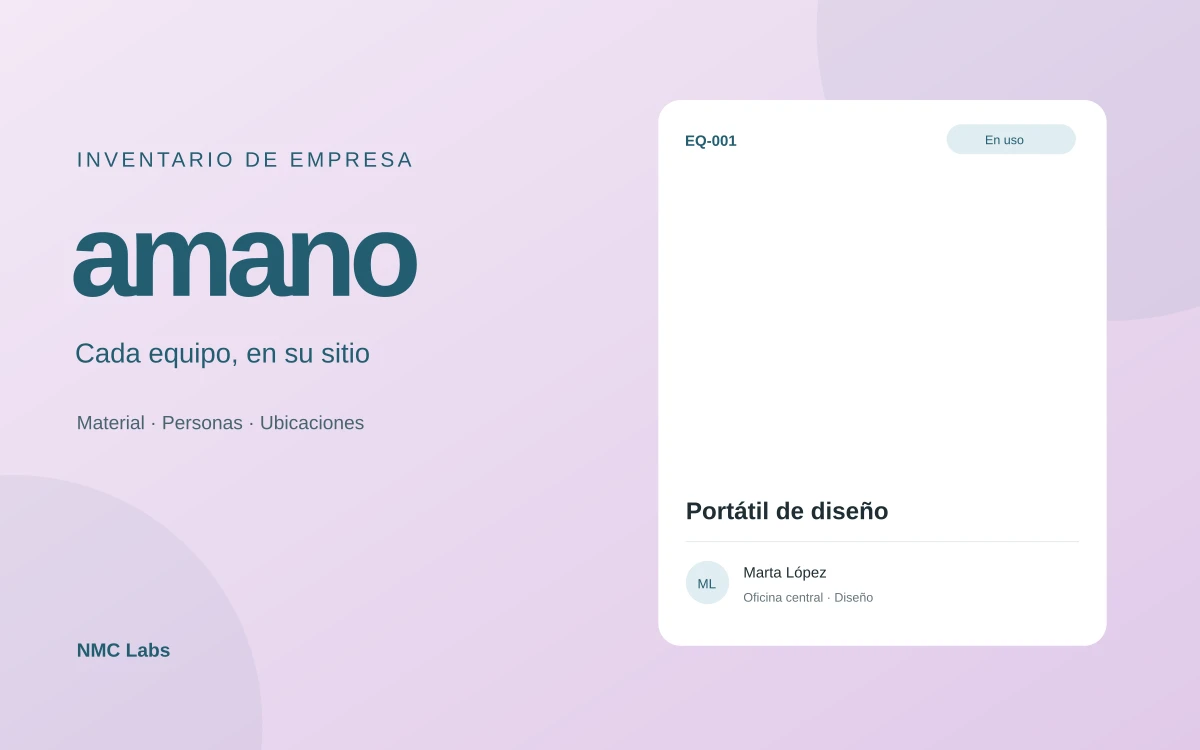 INVENTARIO DE EMPRESA
amano
Cada equipo, en su sitio
Material · Personas · Ubicaciones
NMC Labs
EQ-001
En uso
Portátil de diseño
ML
Marta López
Oficina central · Diseño